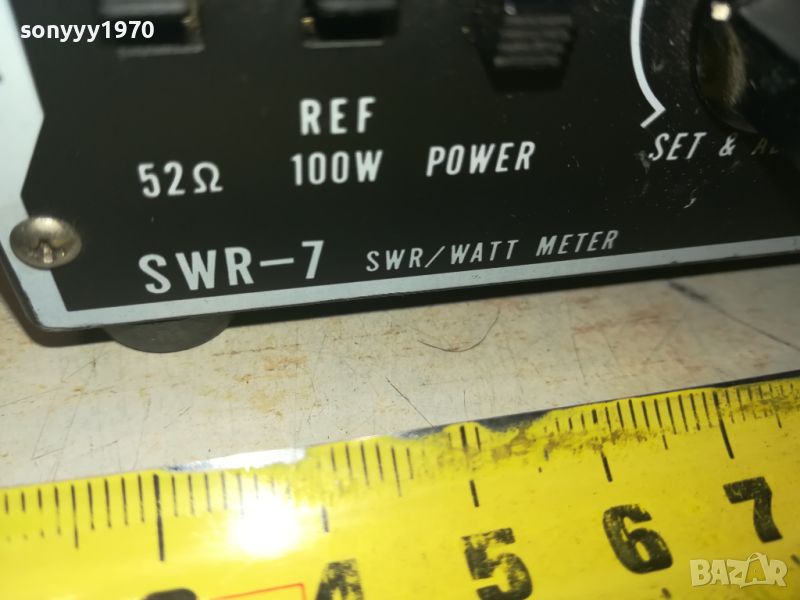 sonyyy1970
REF
52Ω 100W POWER
SET &
SWR-7 SWR/WATT METER
4 5 6 7
BAZAR